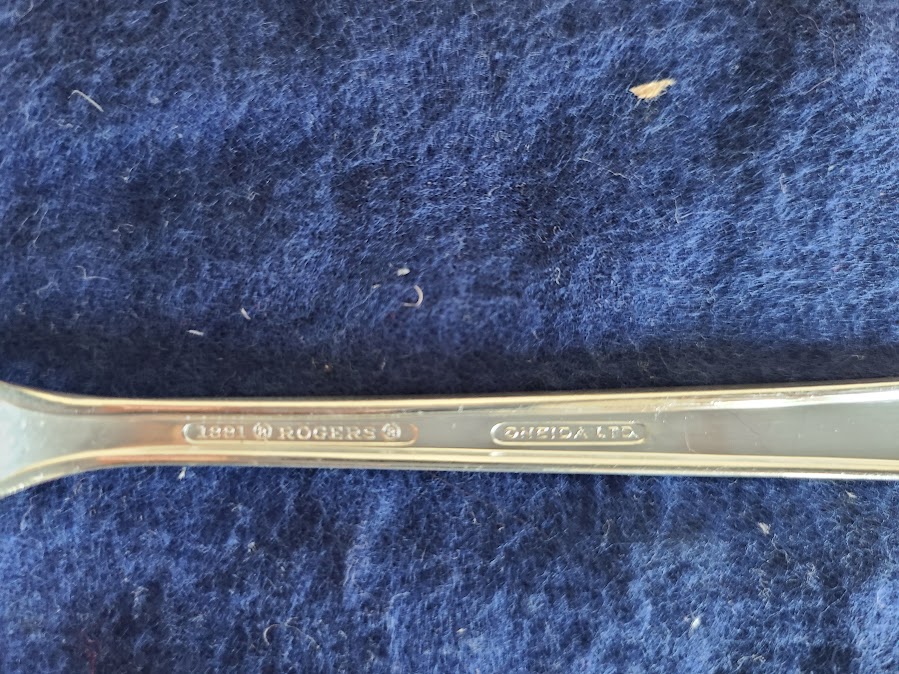 1881 ® ROGERS ®
ONEIDA LTD.